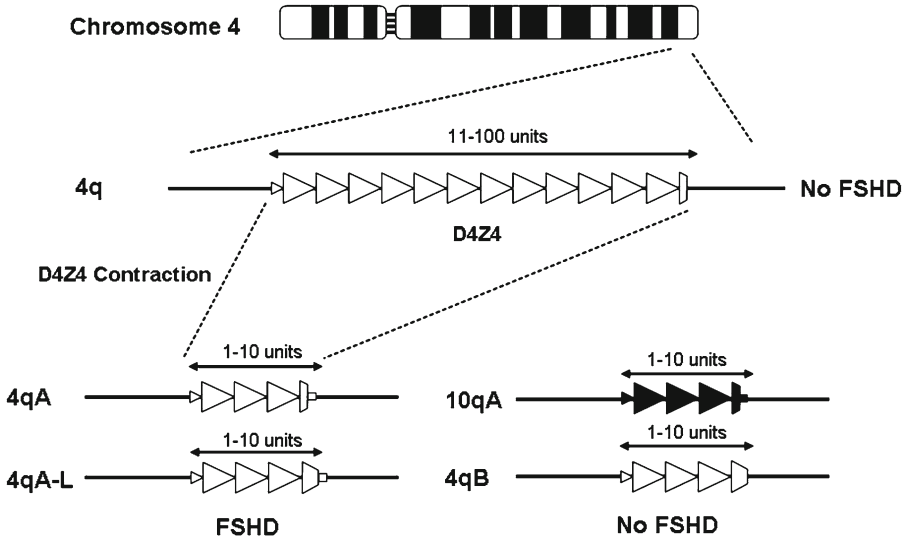 Chromosome 4
11-100 units
4q
No FSHD
D4Z4
D4Z4 Contraction
1-10 units
1-10 units
4qA
10qA
1-10 units
1-10 units
4qA-L
4qB
FSHD
No FSHD